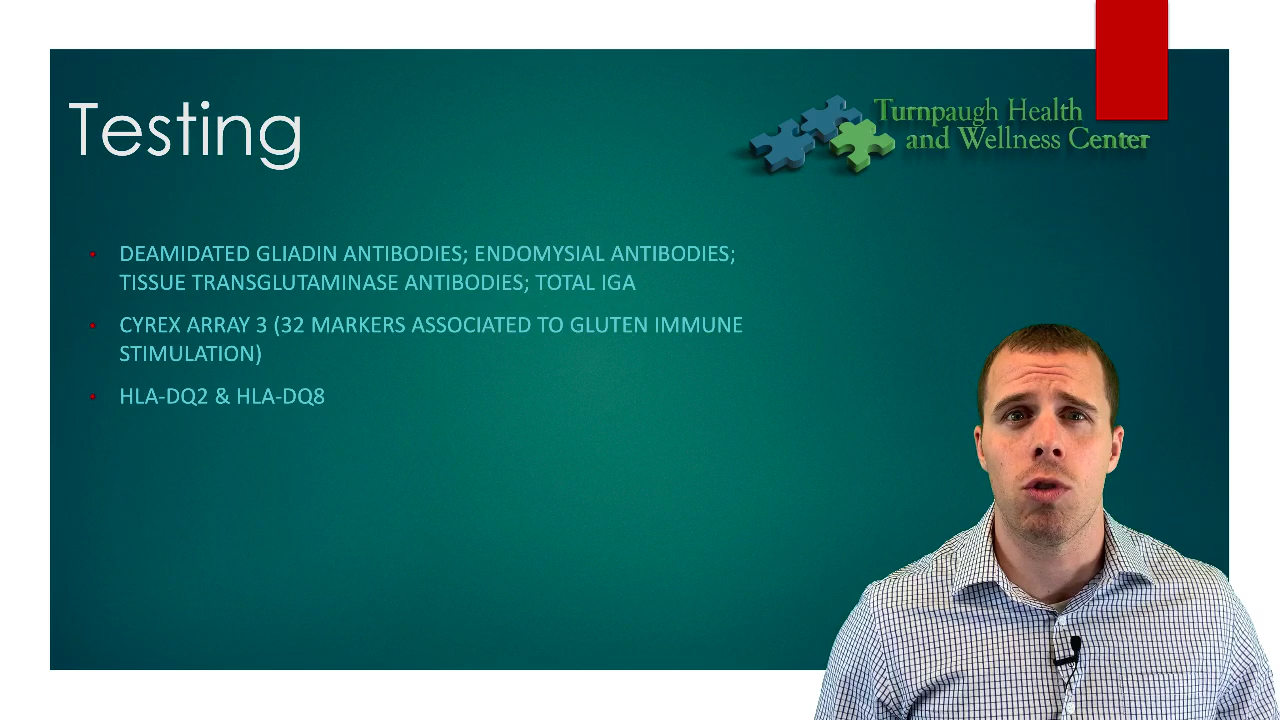 Testing
Turnpaugh Health
and Wellness Center
DEAMIDATED GLIADIN ANTIBODIES; ENDOMYSIAL ANTIBODIES;
TISSUE TRANSGLUTAMINASE ANTIBODIES; TOTAL IGA
CYREX ARRAY 3 (32 MARKERS ASSOCIATED TO GLUTEN IMMUNE
STIMULATION)
HLA-DQ2 & HLA-DQ8